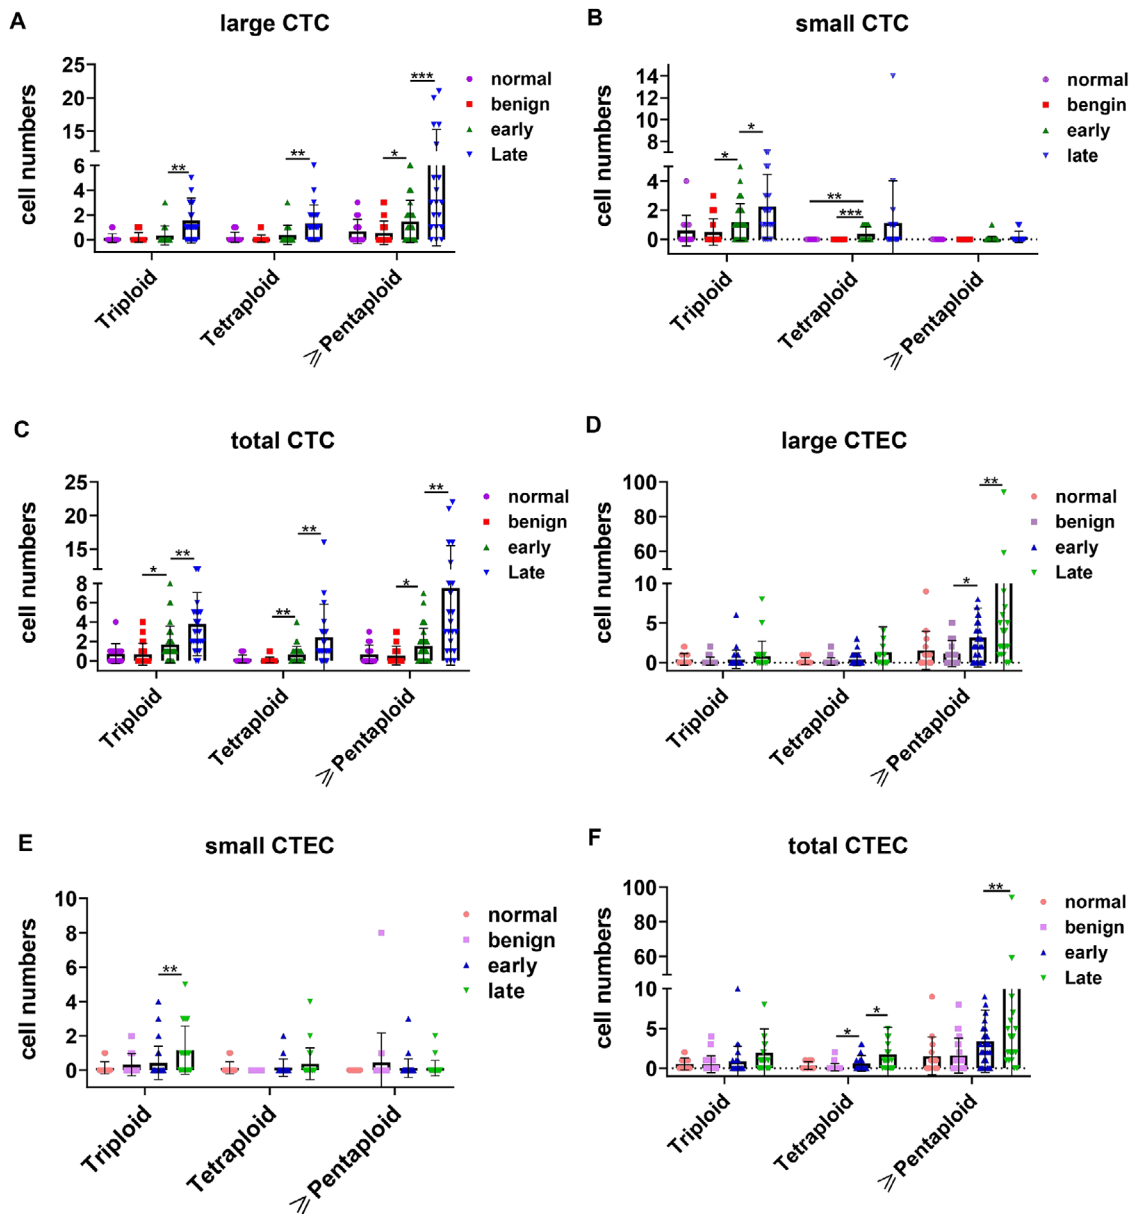 A
large CTC
cell numbers
25
20
15
10
6
4
2
0
***
**
**
*
normal
benign
early
Late
Triploid
Tetraploid
⩾Pentaploid
B
small CTC
cell numbers
14
12
10
8
6
4
2
0
*
*
**
***
normal
bengin
early
late
Triploid
Tetraploid
⩾Pentaploid
C
total CTC
cell numbers
25
20
15
10
8
6
4
2
0
*
**
**
**
*
**
normal
benign
early
Late
Triploid
Tetraploid
⩾Pentaploid
D
large CTEC
cell numbers
100
80
60
40
10
5
0
*
**
normal
benign
early
Late
Triploid
Tetraploid
⩾Pentaploid
E
small CTEC
cell numbers
10
8
6
4
2
0
**
normal
benign
early
late
Triploid
Tetraploid
⩾Pentaploid
F
total CTEC
cell numbers
100
80
60
40
10
5
0
*
*
**
normal
benign
early
Late
Triploid
Tetraploid
⩾Pentaploid